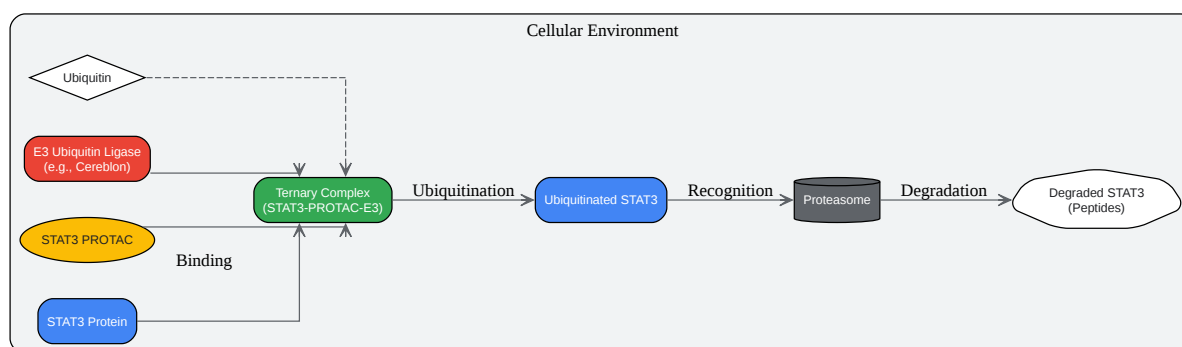 Cellular Environment
Ubiquitin
E3 Ubiquitin Ligase
(e.g., Cereblon)
Ternary Complex
(STAT3-PROTAC-E3)
Ubiquitination
Ubiquitinated STAT3
Recognition
Proteasome
Degradation
Degraded STAT3
(Peptides)
STAT3 PROTAC
Binding
STAT3 Protein